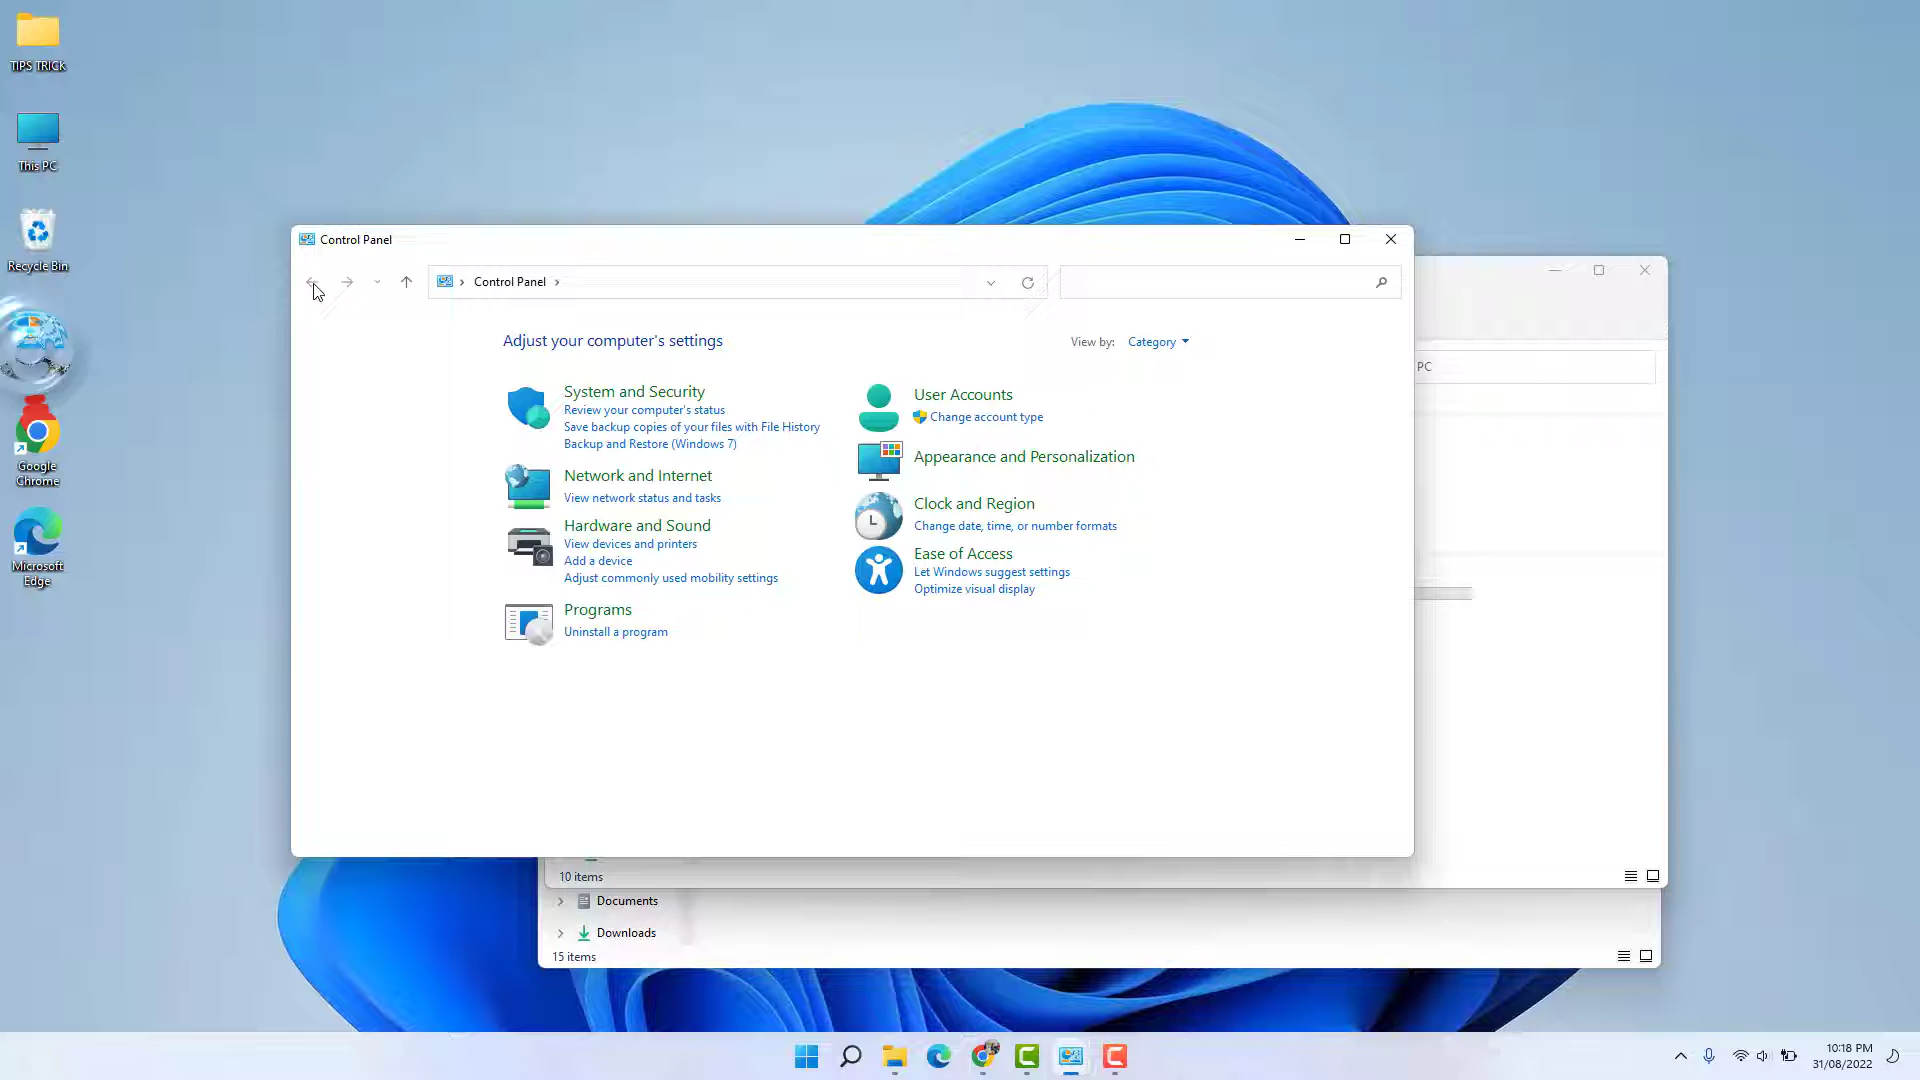 TIPS TRICK
This PC
Recycle Bin
Google
Chrome
Microsoft
Edge
Control Panel
Control Panel
Adjust your computer's settings
View by: Category
System and Security
Review your computer's status
Save backup copies of your files with File History
Backup and Restore (Windows 7)
Network and Internet
View network status and tasks
Hardware and Sound
View devices and printers
Add a device
Adjust commonly used mobility settings
Programs
Uninstall a program
User Accounts
Change account type
Appearance and Personalization
Clock and Region
Change date, time, or number formats
Ease of Access
Let Windows suggest settings
Optimize visual display
PC
10 items
Documents
Downloads
15 items
10:18 PM
31/08/2022